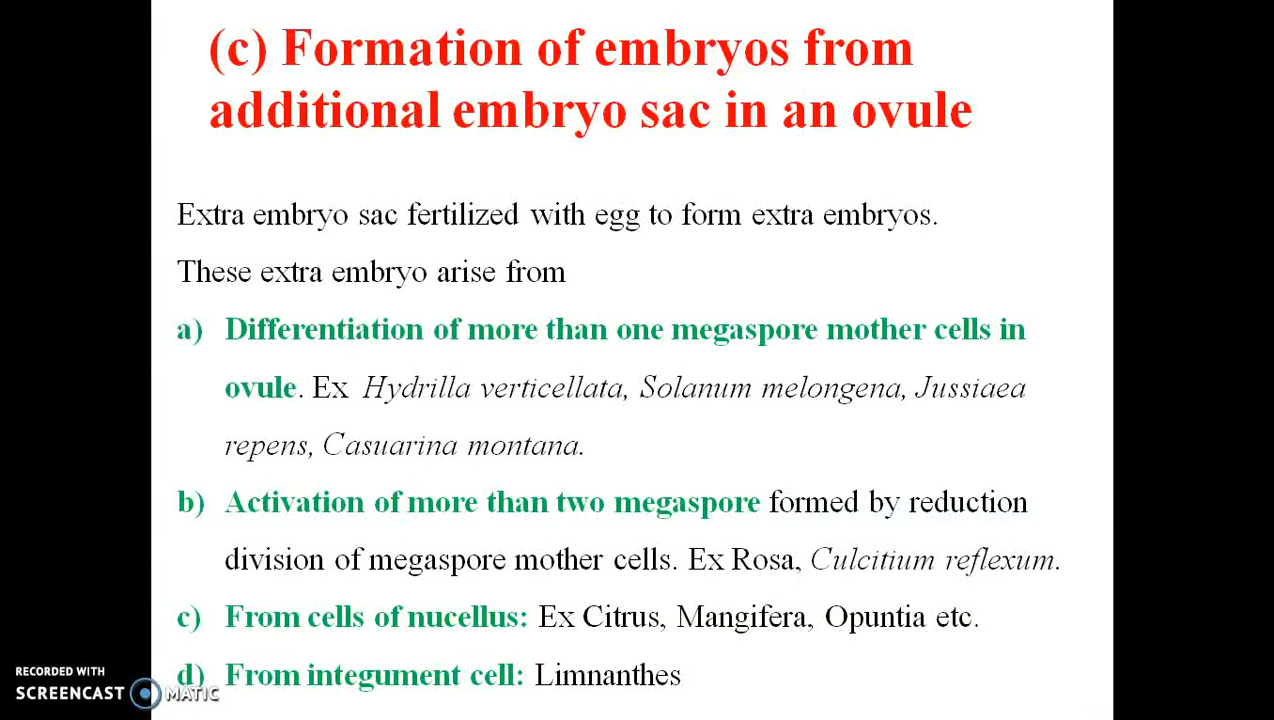 (c) Formation of embryos from
additional embryo sac in an ovule
Extra embryo sac fertilized with egg to form extra embryos.
These extra embryo arise from
a) Differentiation of more than one megaspore mother cells in
ovule. Ex Hydrilla verticellata, Solanum melongena, Jussiaea
repens, Casuarina montana.
b) Activation of more than two megaspore formed by reduction
division of megaspore mother cells. Ex Rosa, Culcitium reflexum.
c) From cells of nucellus: Ex Citrus, Mangifera, Opuntia etc.
d) From integument cell: Limnanthes
RECORDED WITH
SCREENCAST MATIC